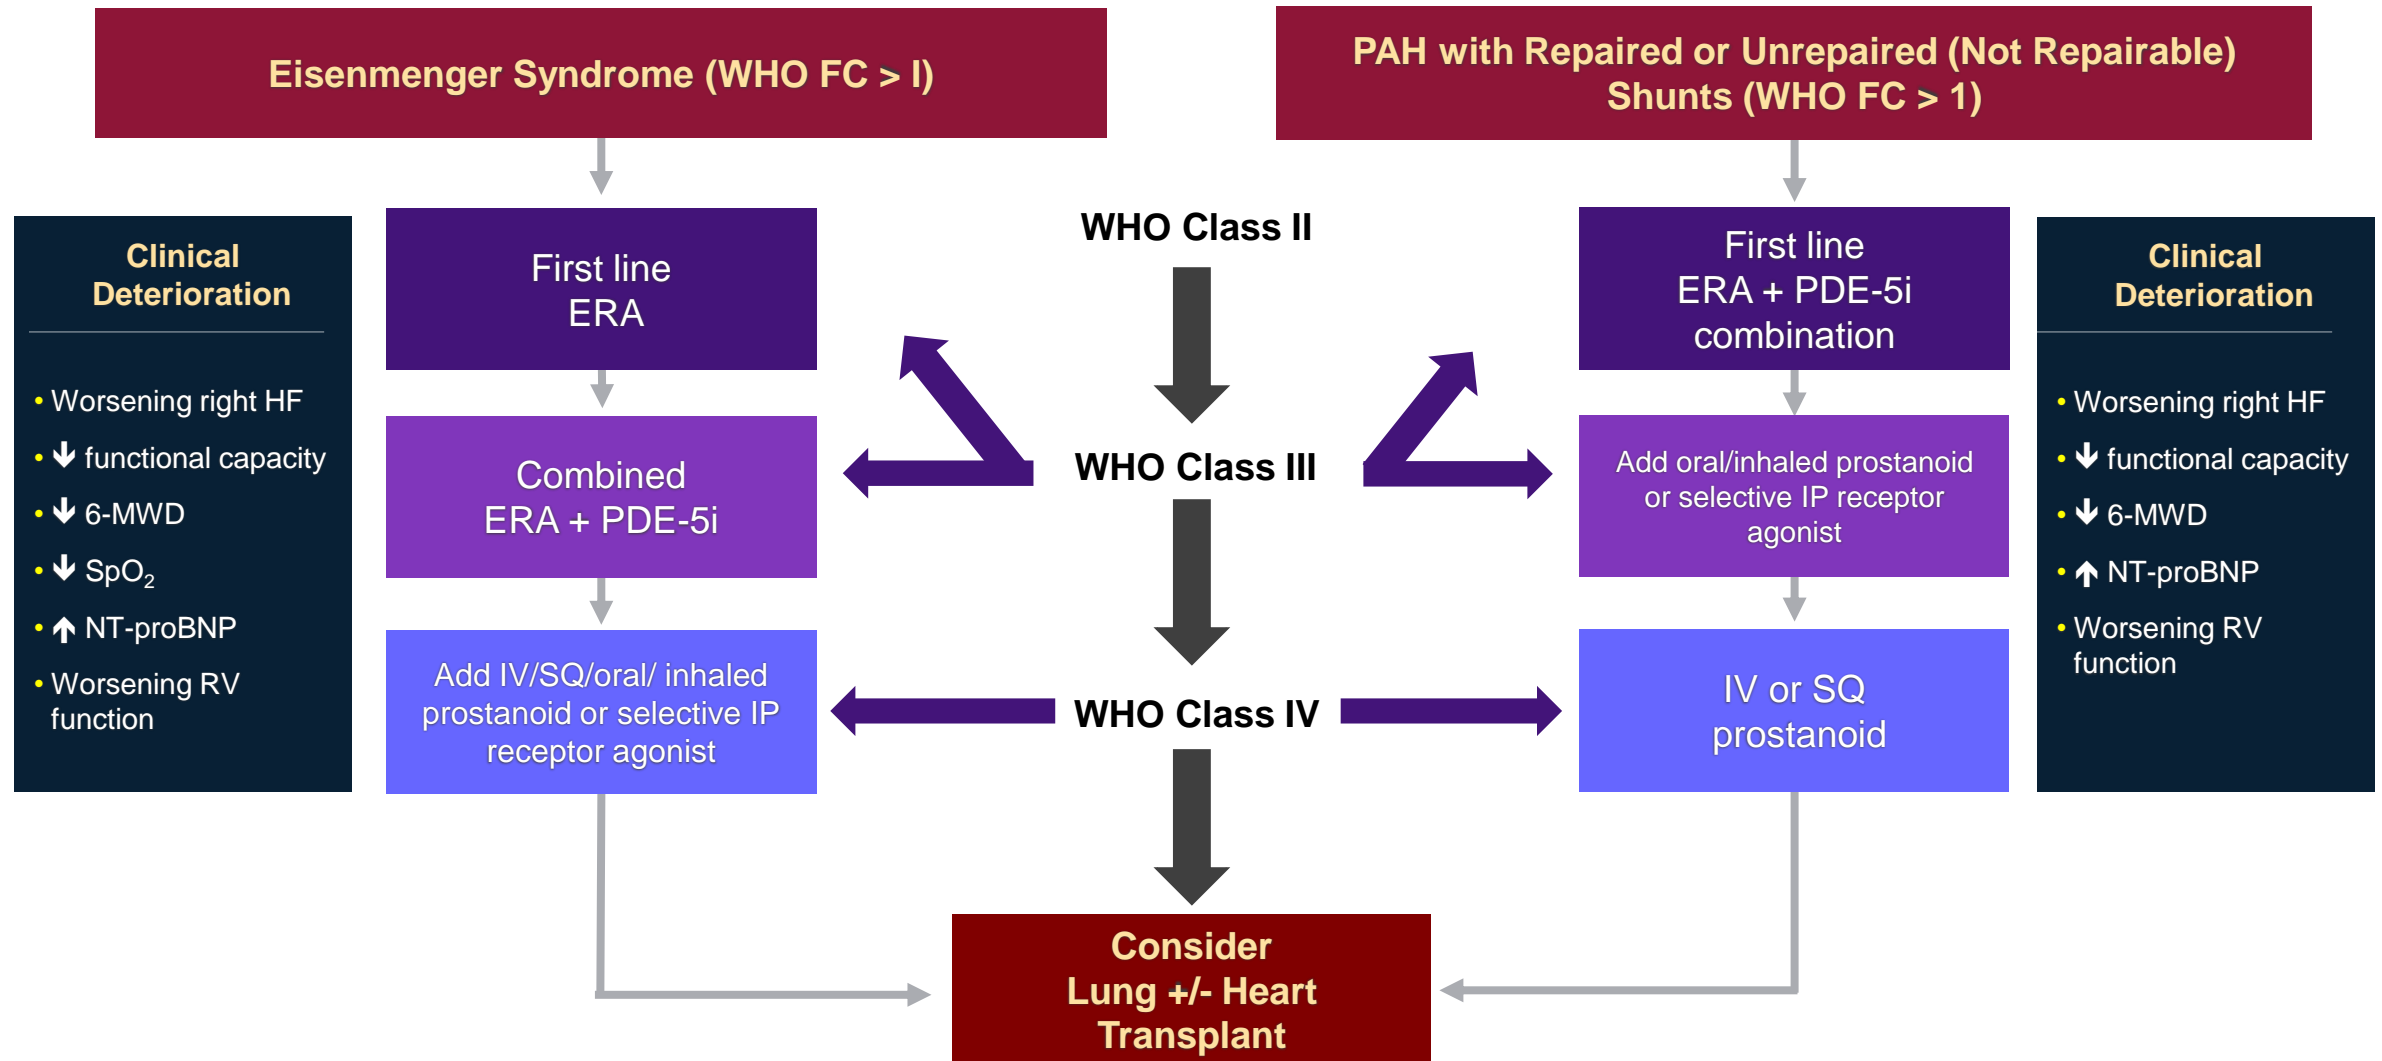 Eisenmenger Syndrome (WHO FC > I)
PAH with Repaired or Unrepaired (Not Repairable)
Shunts (WHO FC > 1)
Clinical
Deterioration
• Worsening right HF
• ↓ functional capacity
• ↓ 6-MWD
• ↓ SpO₂
• ↑ NT-proBNP
• Worsening RV
function
First line
ERA
Combined
ERA + PDE-5i
Add IV/SQ/oral/ inhaled
prostanoid or selective IP
receptor agonist
WHO Class II
WHO Class III
WHO Class IV
Consider
Lung +/- Heart
Transplant
First line
ERA + PDE-5i
combination
Add oral/inhaled prostanoid
or selective IP receptor
agonist
IV or SQ
prostanoid
Clinical
Deterioration
• Worsening right HF
• ↓ functional capacity
• ↓ 6-MWD
• ↑ NT-proBNP
• Worsening RV
function